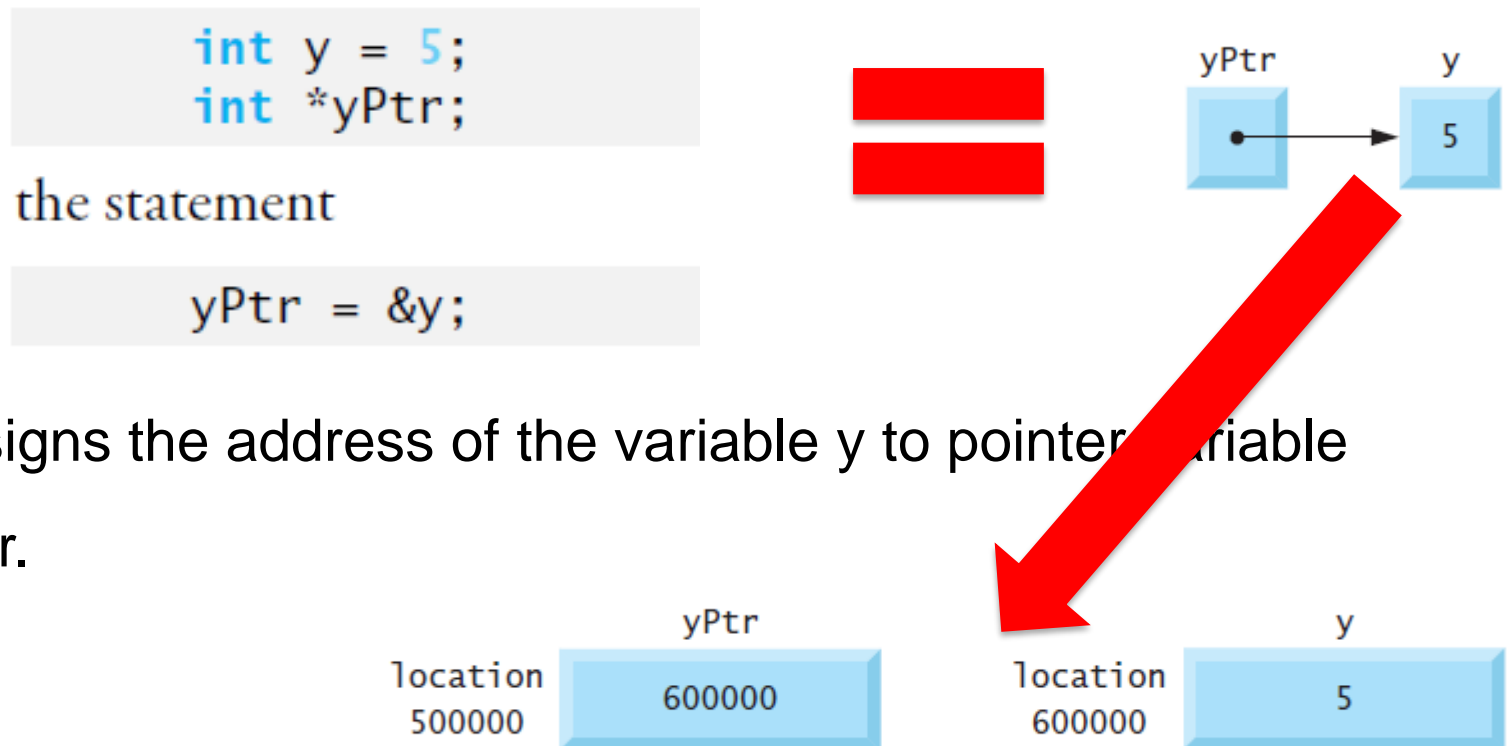 int y = 5;
int *yPtr;
yPtr y
5
the statement
yPtr = &y;
signs the address of the variable y to pointer variable
r.
yPtr y
location 500000 600000
location 600000 5